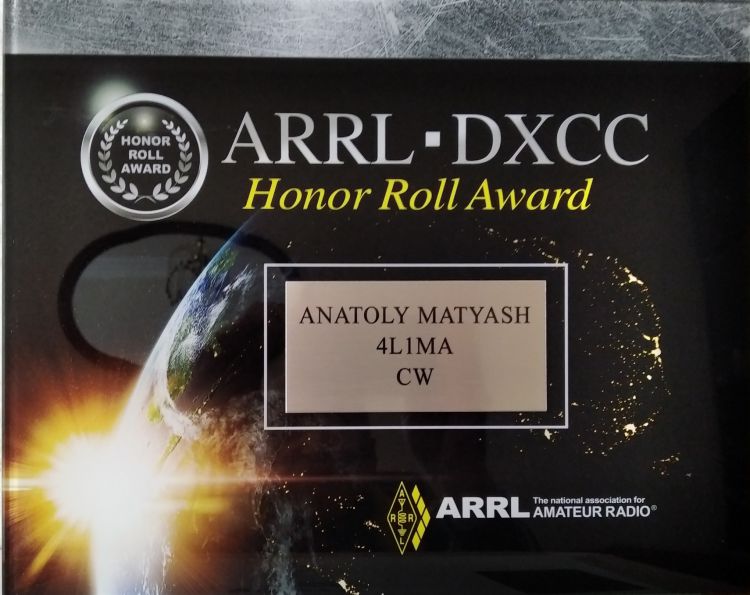 HONOR
ROLL
AWARD
ARRL·DXCC
Honor Roll Award
ANATOLY MATYASH
4L1MA
CW
A
R R
L
ARRL The national association for
AMATEUR RADIO®